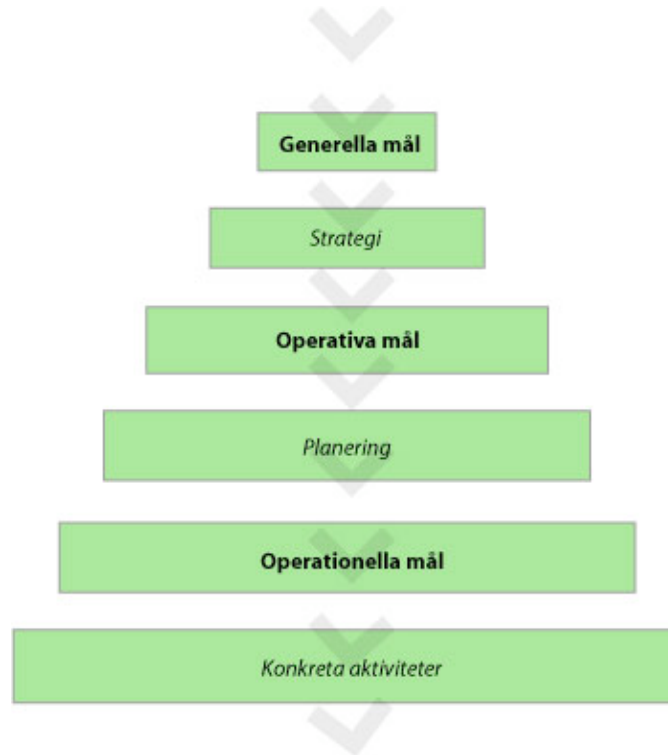 Generella mål
Strategi
Operativa mål
Planering
Operationella mål
Konkreta aktiviteter